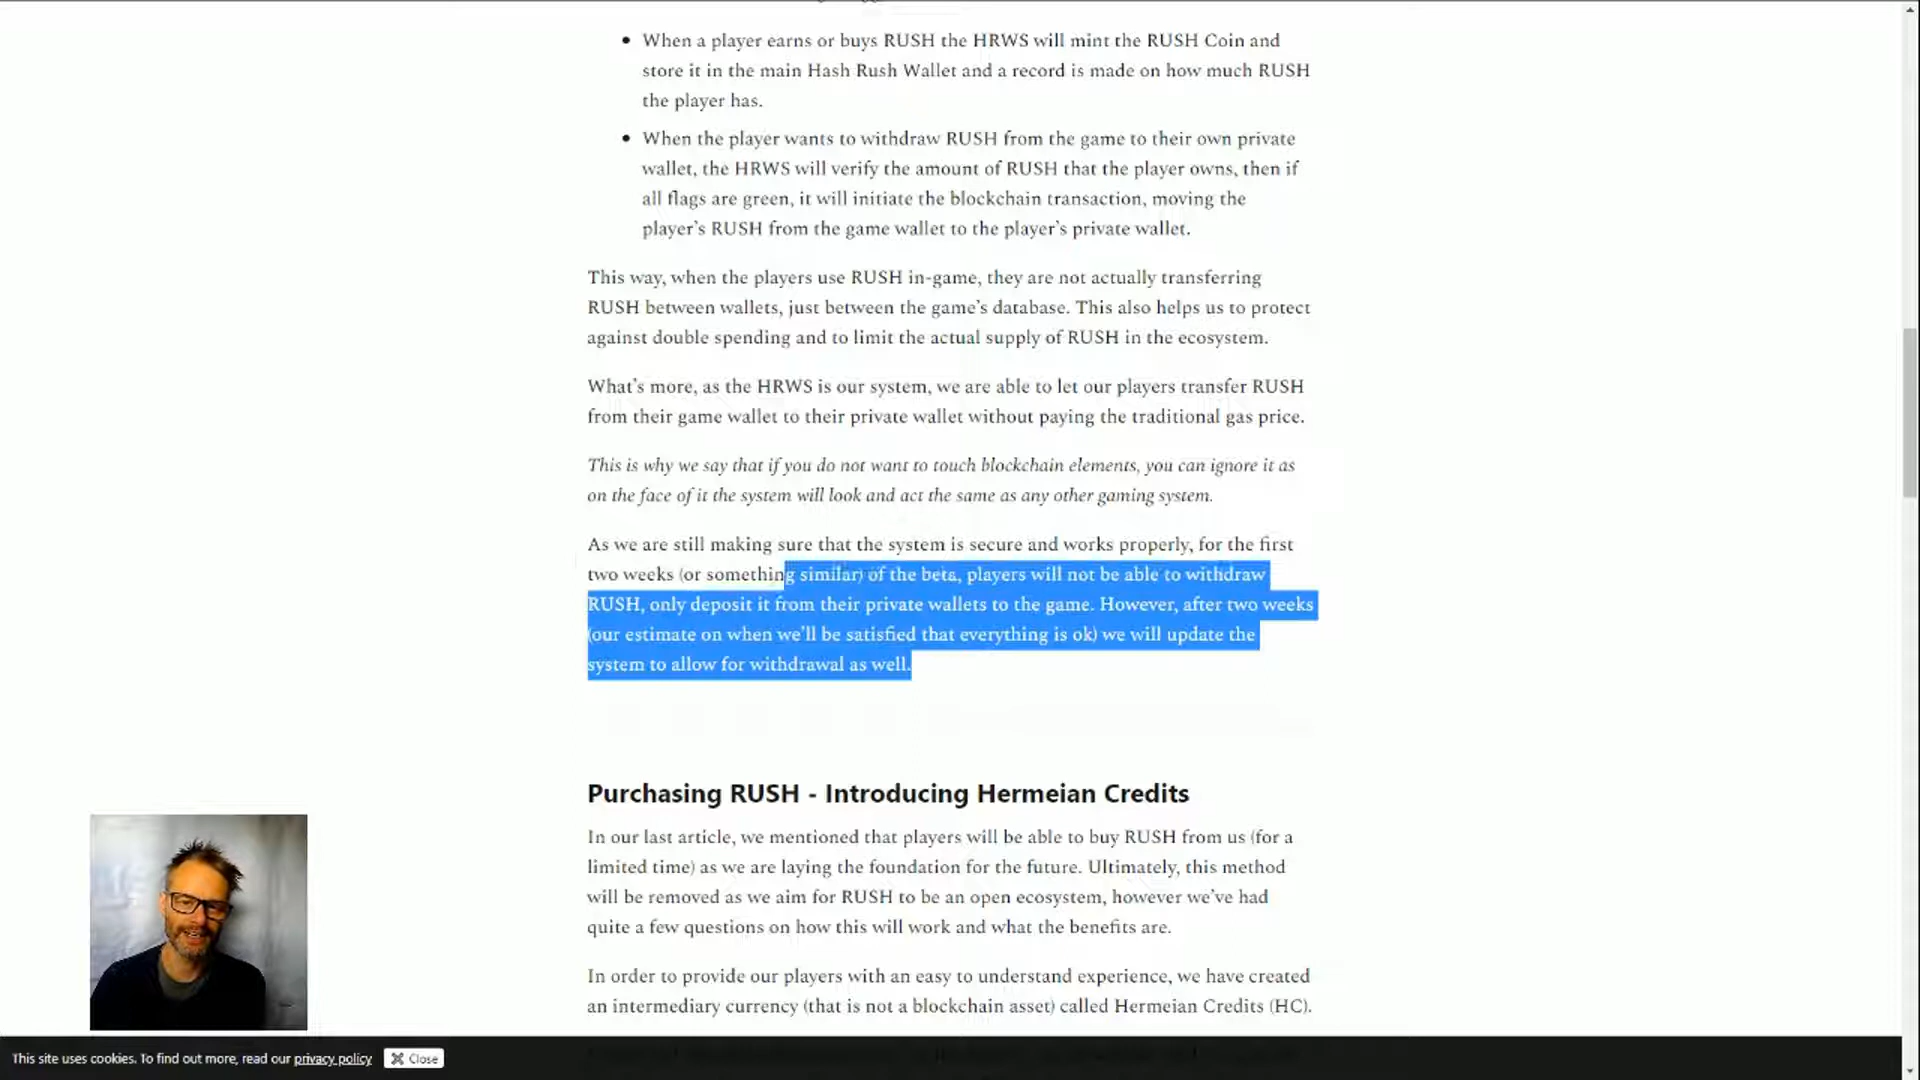 When a player earns or buys RUSH the HRWS will mint the RUSH Coin and
store it in the main Hash Rush Wallet and a record is made on how much RUSH
the player has.
When the player wants to withdraw RUSH from the game to their own private
wallet, the HRWS will verify the amount of RUSH that the player owns, then if
all flags are green, it will initiate the blockchain transaction, moving the
player's RUSH from the game wallet to the player's private wallet.
This way, when the players use RUSH in-game, they are not actually transferring
RUSH between wallets, just between the game's database. This also helps us to protect
against double spending and to limit the actual supply of RUSH in the ecosystem.
What's more, as the HRWS is our system, we are able to let our players transfer RUSH
from their game wallet to their private wallet without paying the traditional gas price.
This is why we say that if you do not want to touch blockchain elements, you can ignore it as
on the face of it the system will look and act the same as any other gaming system.
As we are still making sure that the system is secure and works properly, for the first
two weeks (or something similar) of the beta, players will not be able to withdraw
RUSH, only deposit it from their private wallets to the game. However, after two weeks
(our estimate on when we'll be satisfied that everything is ok) we will update the
system to allow for withdrawal as well.
Purchasing RUSH - Introducing Hermeian Credits
In our last article, we mentioned that players will be able to buy RUSH from us (for a
limited time) as we are laying the foundation for the future. Ultimately, this method
will be removed as we aim for RUSH to be an open ecosystem, however we've had
quite a few questions on how this will work and what the benefits are.
In order to provide our players with an easy to understand experience, we have created
an intermediary currency (that is not a blockchain asset) called Hermeian Credits (HC).
This site uses cookies. To find out more, read our privacy policy
Close